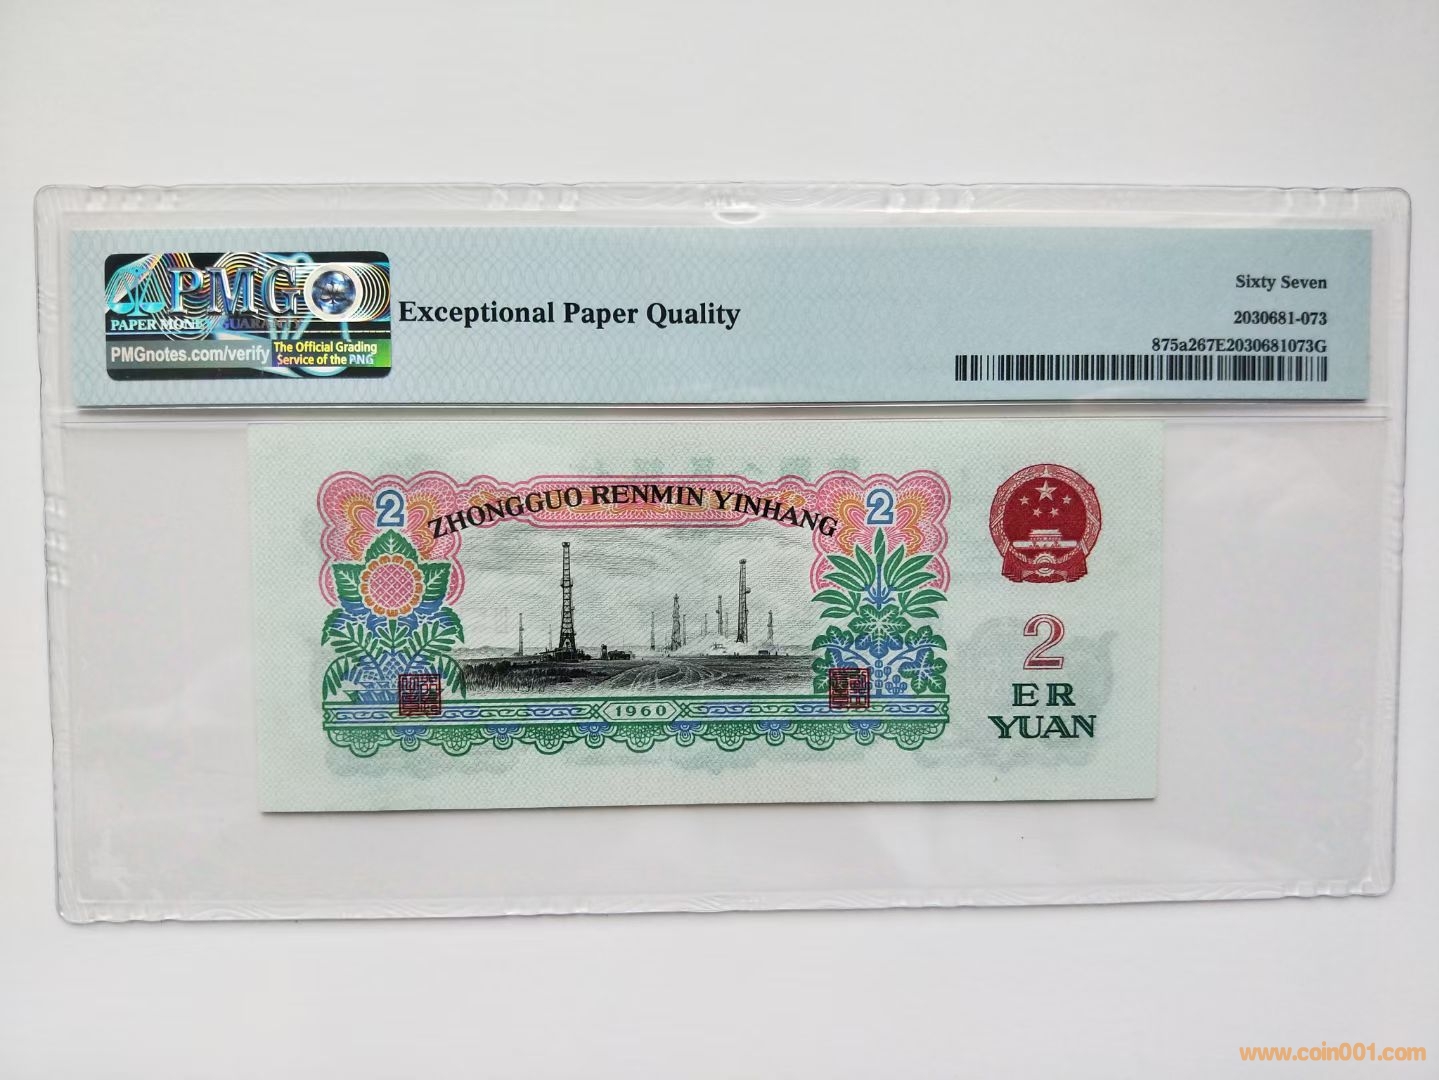 PMG
PAPER MONEY GUARANTY
PMGnotes.com/verify
The Official Grading
Service of the PNG
Exceptional Paper Quality
Sixty Seven
2030681-073
875a267E2030681073G
2
ZHONGGUO RENMIN YINHANG
2
1960
2
ER
YUAN
www.coin001.com